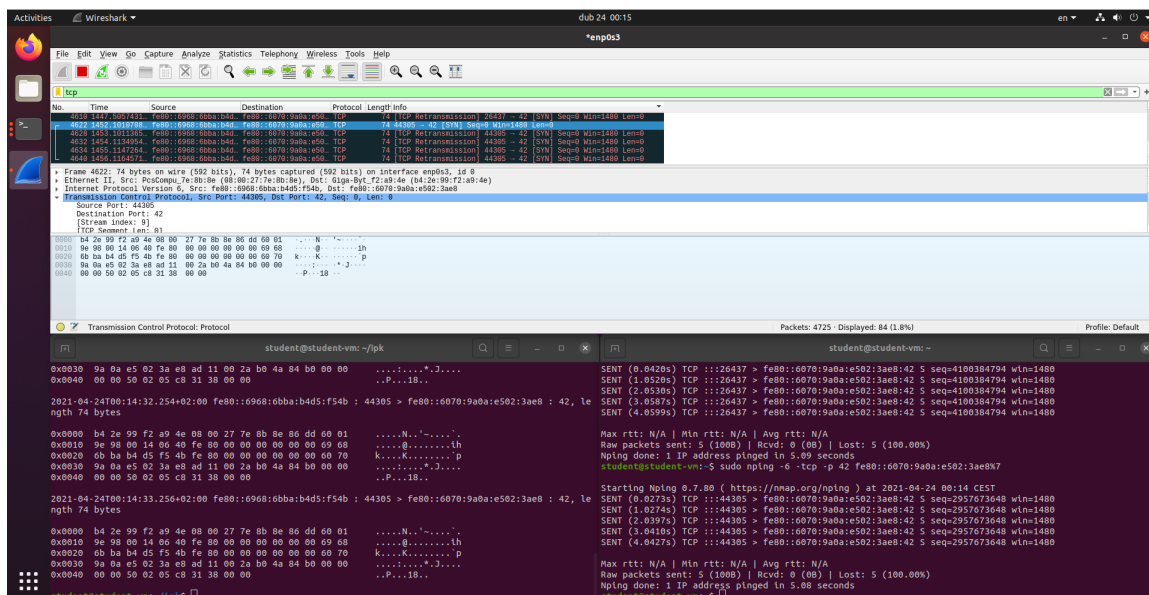 Activities Wireshark dub 24 00:15 en
*enp0s3
File Edit View Go Capture Analyze Statistics Telephony Wireless Tools Help
tcp
No. Time Source Destination Protocol Length Info
4610 1447.5057431… fe80::6968:6bba:b4d… fe80::6070:9a0a:e50… TCP 74 [TCP Retransmission] 26437 → 42 [SYN] Seq=0 Win=1480 Len=0
4622 1452.1010708… fe80::6968:6bba:b4d… fe80::6070:9a0a:e50… TCP 74 44305 → 42 [SYN] Seq=0 Win=1480 Len=0
4628 1453.1011365… fe80::6968:6bba:b4d… fe80::6070:9a0a:e50… TCP 74 [TCP Retransmission] 44305 → 42 [SYN] Seq=0 Win=1480 Len=0
4632 1454.1134954… fe80::6968:6bba:b4d… fe80::6070:9a0a:e50… TCP 74 [TCP Retransmission] 44305 → 42 [SYN] Seq=0 Win=1480 Len=0
4634 1455.1147264… fe80::6968:6bba:b4d… fe80::6070:9a0a:e50… TCP 74 [TCP Retransmission] 44305 → 42 [SYN] Seq=0 Win=1480 Len=0
4640 1456.1164571… fe80::6968:6bba:b4d… fe80::6070:9a0a:e50… TCP 74 [TCP Retransmission] 44305 → 42 [SYN] Seq=0 Win=1480 Len=0
Frame 4622: 74 bytes on wire (592 bits), 74 bytes captured (592 bits) on interface enp0s3, id 0
Ethernet II, Src: PcsCompu_7e:8b:8e (08:00:27:7e:8b:8e), Dst: Giga-Byt_f2:a9:4e (b4:2e:99:f2:a9:4e)
Internet Protocol Version 6, Src: fe80::6968:6bba:b4d5:f54b, Dst: fe80::6070:9a0a:e502:3ae8
Transmission Control Protocol, Src Port: 44305, Dst Port: 42, Seq: 0, Len: 0
Source Port: 44305
Destination Port: 42
[Stream index: 9]
[TCP Segment Len: 0]
0000 b4 2e 99 f2 a9 4e 08 00 27 7e 8b 8e 86 dd 60 01 ·.···N·· '~····`·
0010 9e 98 00 14 06 40 fe 80 00 00 00 00 00 00 69 68 ·····@·· ······ih
0020 6b ba b4 d5 f5 4b fe 80 00 00 00 00 00 00 60 70 k····K·· ······`p
0030 9a 0a e5 02 3a e8 ad 11 00 2a b0 4a 84 b0 00 00 ····:··· ·*·J····
0040 00 00 50 02 05 c8 31 38 00 00 ··P···18 ··
Transmission Control Protocol: Protocol Packets: 4725 · Displayed: 84 (1.8%) Profile: Default
student@student-vm: ~/ipk
0x0030 9a 0a e5 02 3a e8 ad 11 00 2a b0 4a 84 b0 00 00 ....:....*.J....
0x0040 00 00 50 02 05 c8 31 38 00 00 ..P...18..
2021-04-24T00:14:32.254+02:00 fe80::6968:6bba:b4d5:f54b : 44305 > fe80::6070:9a0a:e502:3ae8 : 42, le
ngth 74 bytes
0x0000 b4 2e 99 f2 a9 4e 08 00 27 7e 8b 8e 86 dd 60 01 .....N..'~....`.
0x0010 9e 98 00 14 06 40 fe 80 00 00 00 00 00 00 69 68 .....@........ih
0x0020 6b ba b4 d5 f5 4b fe 80 00 00 00 00 00 00 60 70 k....K........`p
0x0030 9a 0a e5 02 3a e8 ad 11 00 2a b0 4a 84 b0 00 00 ....:....*.J....
0x0040 00 00 50 02 05 c8 31 38 00 00 ..P...18..
2021-04-24T00:14:33.256+02:00 fe80::6968:6bba:b4d5:f54b : 44305 > fe80::6070:9a0a:e502:3ae8 : 42, le
ngth 74 bytes
0x0000 b4 2e 99 f2 a9 4e 08 00 27 7e 8b 8e 86 dd 60 01 .....N..'~....`.
0x0010 9e 98 00 14 06 40 fe 80 00 00 00 00 00 00 69 68 .....@........ih
0x0020 6b ba b4 d5 f5 4b fe 80 00 00 00 00 00 00 60 70 k....K........`p
0x0030 9a 0a e5 02 3a e8 ad 11 00 2a b0 4a 84 b0 00 00 ....:....*.J....
0x0040 00 00 50 02 05 c8 31 38 00 00 ..P...18..
student@student-vm: ~
SENT (0.0420s) TCP :::26437 > fe80::6070:9a0a:e502:3ae8:42 S seq=4100384794 win=1480
SENT (1.0520s) TCP :::26437 > fe80::6070:9a0a:e502:3ae8:42 S seq=4100384794 win=1480
SENT (2.0530s) TCP :::26437 > fe80::6070:9a0a:e502:3ae8:42 S seq=4100384794 win=1480
SENT (3.0587s) TCP :::26437 > fe80::6070:9a0a:e502:3ae8:42 S seq=4100384794 win=1480
SENT (4.0599s) TCP :::26437 > fe80::6070:9a0a:e502:3ae8:42 S seq=4100384794 win=1480
Max rtt: N/A | Min rtt: N/A | Avg rtt: N/A
Raw packets sent: 5 (100B) | Rcvd: 0 (0B) | Lost: 5 (100.00%)
Nping done: 1 IP address pinged in 5.09 seconds
student@student-vm:~$ sudo nping -6 -tcp -p 42 fe80::6070:9a0a:e502:3ae8%7
Starting Nping 0.7.80 ( https://nmap.org/nping ) at 2021-04-24 00:14 CEST
SENT (0.0273s) TCP :::44305 > fe80::6070:9a0a:e502:3ae8:42 S seq=2957673648 win=1480
SENT (1.0274s) TCP :::44305 > fe80::6070:9a0a:e502:3ae8:42 S seq=2957673648 win=1480
SENT (2.0397s) TCP :::44305 > fe80::6070:9a0a:e502:3ae8:42 S seq=2957673648 win=1480
SENT (3.0410s) TCP :::44305 > fe80::6070:9a0a:e502:3ae8:42 S seq=2957673648 win=1480
SENT (4.0427s) TCP :::44305 > fe80::6070:9a0a:e502:3ae8:42 S seq=2957673648 win=1480
Max rtt: N/A | Min rtt: N/A | Avg rtt: N/A
Raw packets sent: 5 (100B) | Rcvd: 0 (0B) | Lost: 5 (100.00%)
Nping done: 1 IP address pinged in 5.08 seconds